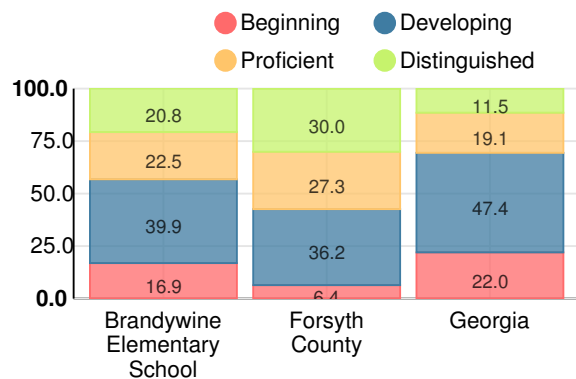 Beginning
Developing
Proficient
Distinguished
100.0
75.0
50.0
25.0
0.0
20.8
22.5
39.9
16.9
30.0
27.3
36.2
6.4
11.5
19.1
47.4
22.0
Brandywine
Elementary
School
Forsyth
County
Georgia